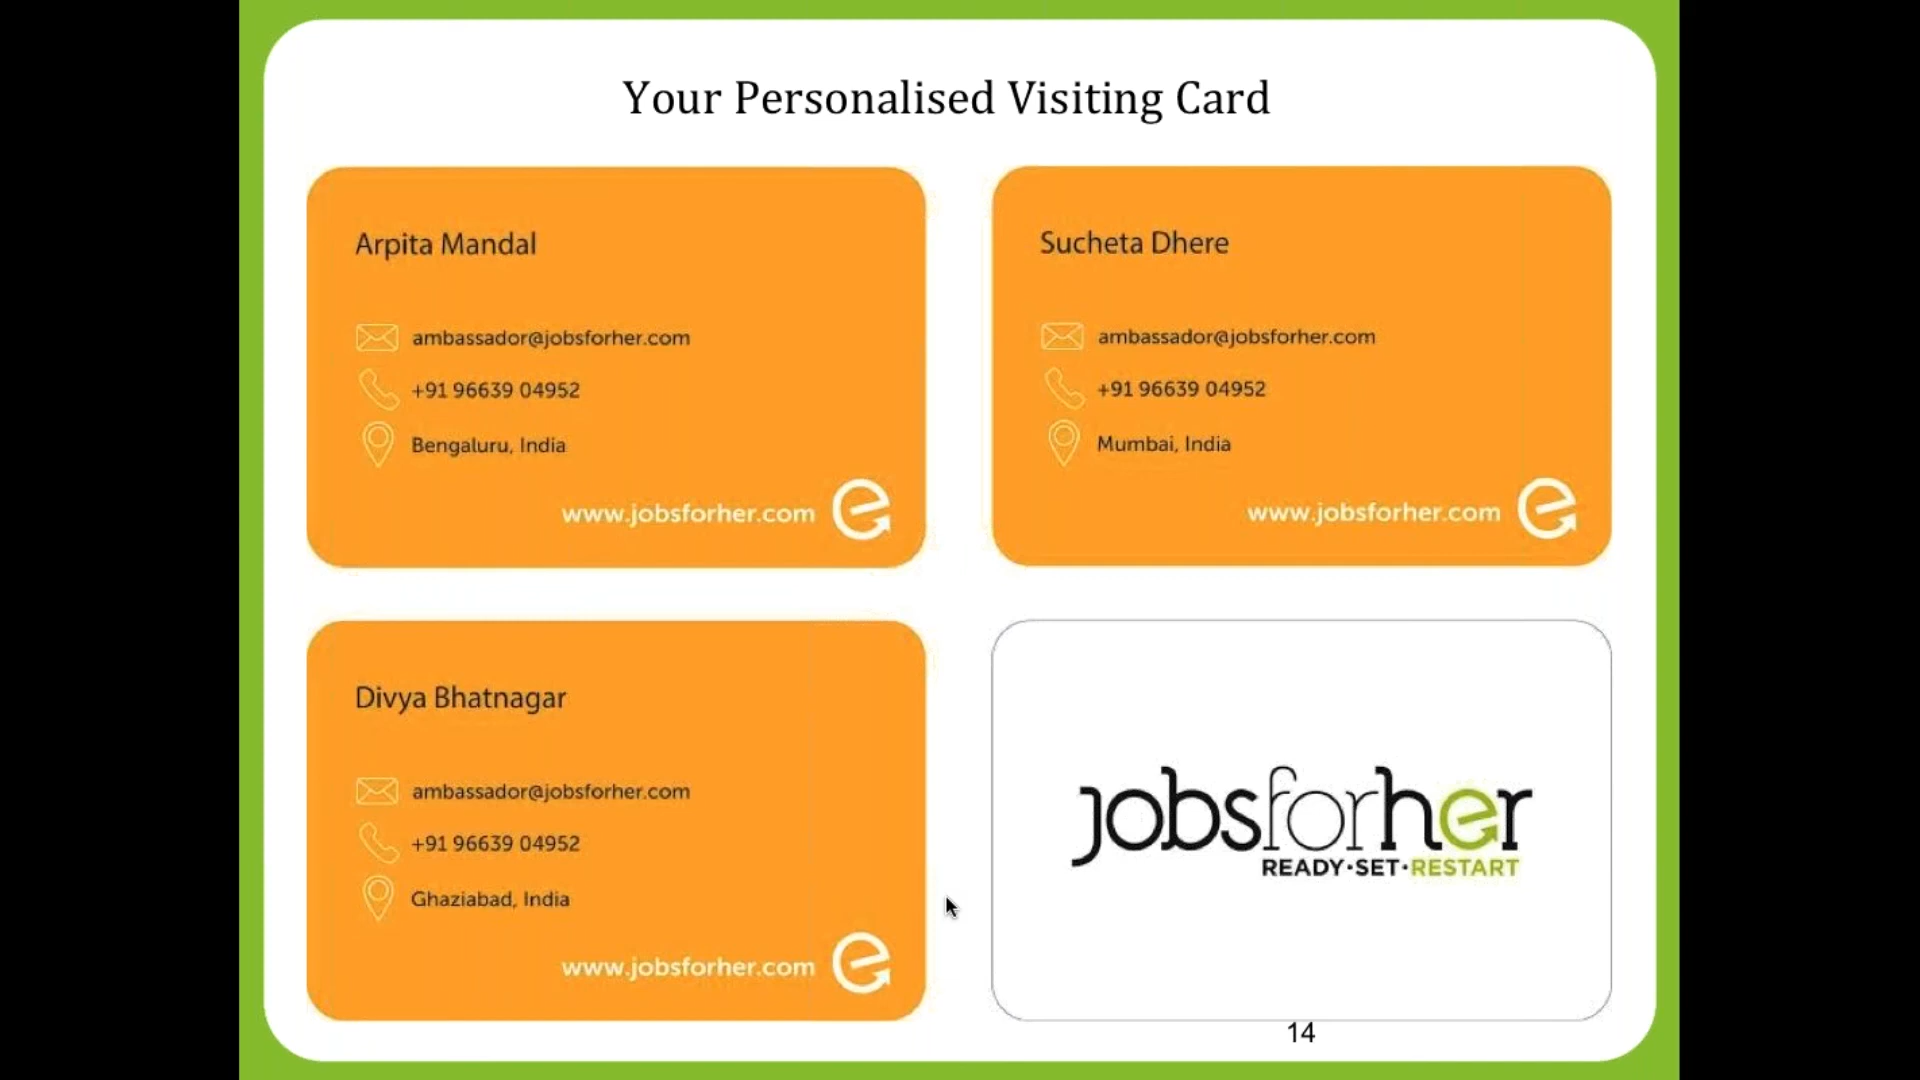 Your Personalised Visiting Card
Arpita Mandal
ambassador@jobsforher.com
+91 96639 04952
Bengaluru, India
www.jobsforher.com
Sucheta Dhere
ambassador@jobsforher.com
+91 96639 04952
Mumbai, India
www.jobsforher.com
Divya Bhatnagar
ambassador@jobsforher.com
+91 96639 04952
Ghaziabad, India
www.jobsforher.com
jobsforher
READY·SET·RESTART
14